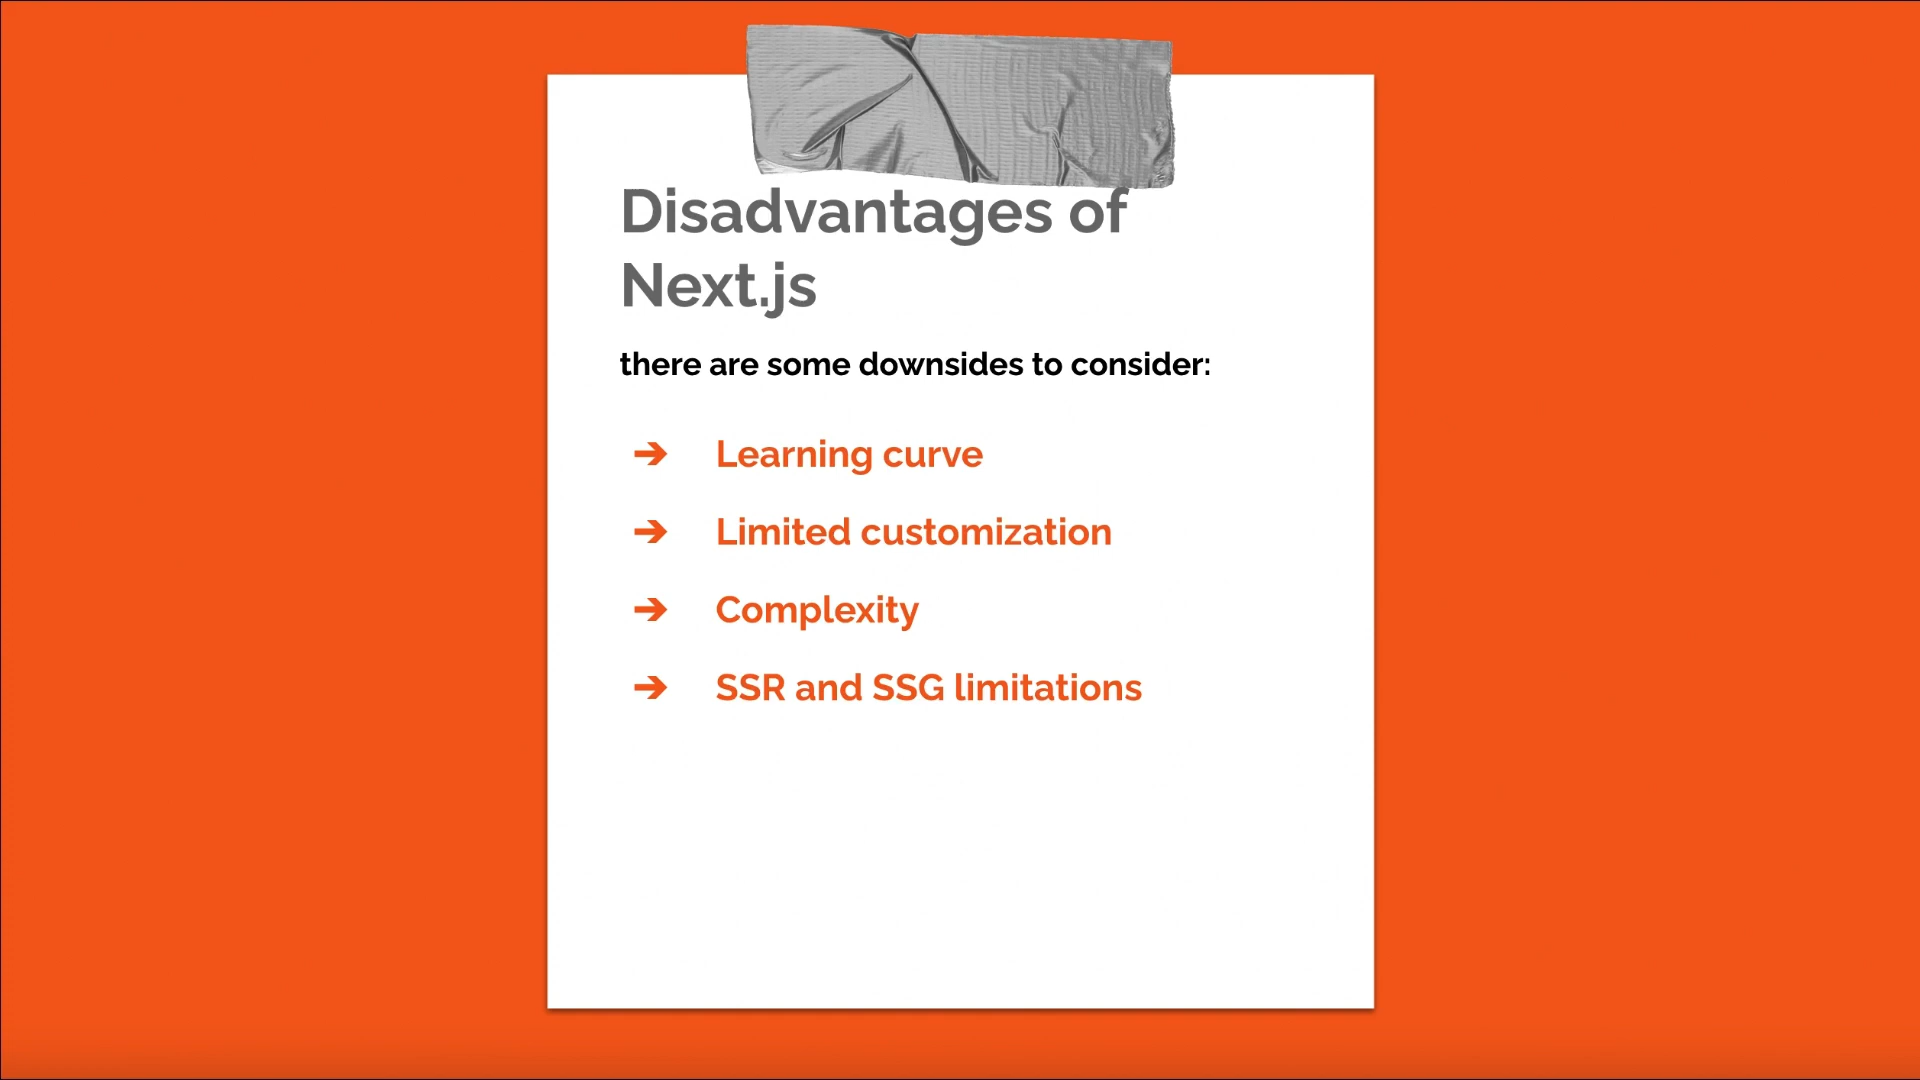 Disadvantages of
Next.js
there are some downsides to consider:
➔ Learning curve
➔ Limited customization
➔ Complexity
➔ SSR and SSG limitations